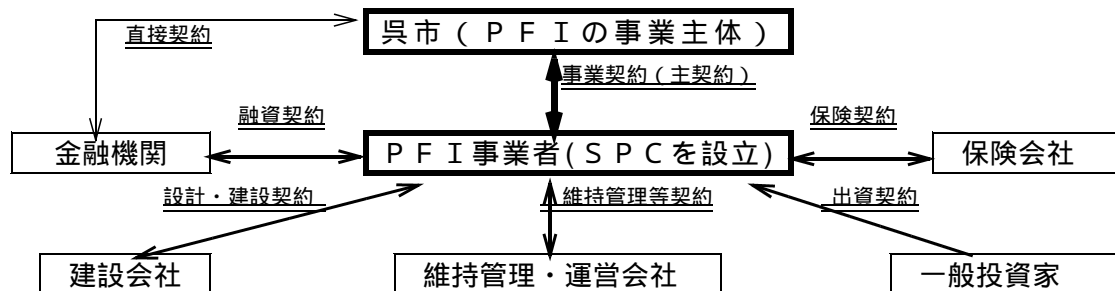 直接契約
呉市(PFIの事業主体)
事業契約(主契約)
融資契約
保険契約
金融機関
PFI事業者(SPCを設立)
保険会社
設計・建設契約
維持管理等契約
出資契約
建設会社
維持管理・運営会社
一般投資家